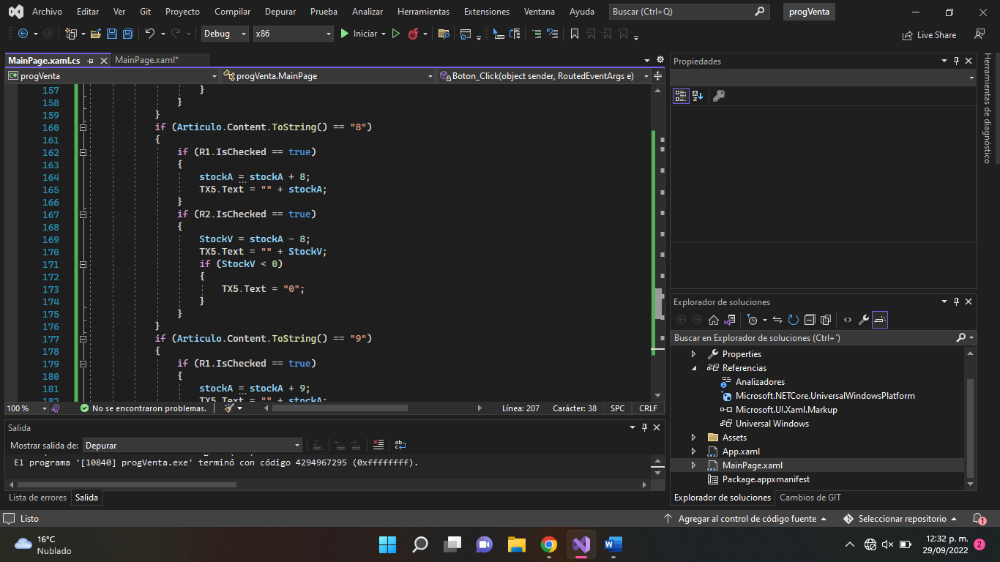 Archivo Editar Ver Git Proyecto Compilar Depurar Prueba Analizar Herramientas Extensiones Ventana Ayuda Buscar (Ctrl+Q) progVenta
Debug x86 Iniciar Live Share
MainPage.xaml.cs MainPage.xaml*
progVenta progVenta.MainPage Boton_Click(object sender, RoutedEventArgs e)
157 }
158 }
159 }
160 if (Articulo.Content.ToString() == "8")
161 {
162 if (R1.IsChecked == true)
163 {
164 stockA = stockA + 8;
165 TX5.Text = "" + stockA;
166 }
167 if (R2.IsChecked == true)
168 {
169 StockV = stockA - 8;
170 TX5.Text = "" + StockV;
171 if (StockV < 0)
172 {
173 TX5.Text = "0";
174 }
175 }
176 }
177 if (Articulo.Content.ToString() == "9")
178 {
179 if (R1.IsChecked == true)
180 {
181 stockA = stockA + 9;
182 TX5.Text = "" + stockA;
100 % No se encontraron problemas. Línea: 207 Carácter: 38 SPC CRLF
Salida
Mostrar salida de: Depurar
El programa '[10840] progVenta.exe' terminó con código 4294967295 (0xffffffff).
Lista de errores Salida
Propiedades
Herramientas de diagnóstico
Explorador de soluciones
Buscar en Explorador de soluciones (Ctrl+´)
Properties
Referencias
Analizadores
Microsoft.NETCore.UniversalWindowsPlatform
Microsoft.UI.Xaml.Markup
Universal Windows
Assets
App.xaml
MainPage.xaml
Package.appxmanifest
Explorador de soluciones Cambios de GIT
Listo Agregar al control de código fuente Seleccionar repositorio 1
16°C
Nublado
12:32 p. m.
29/09/2022 2